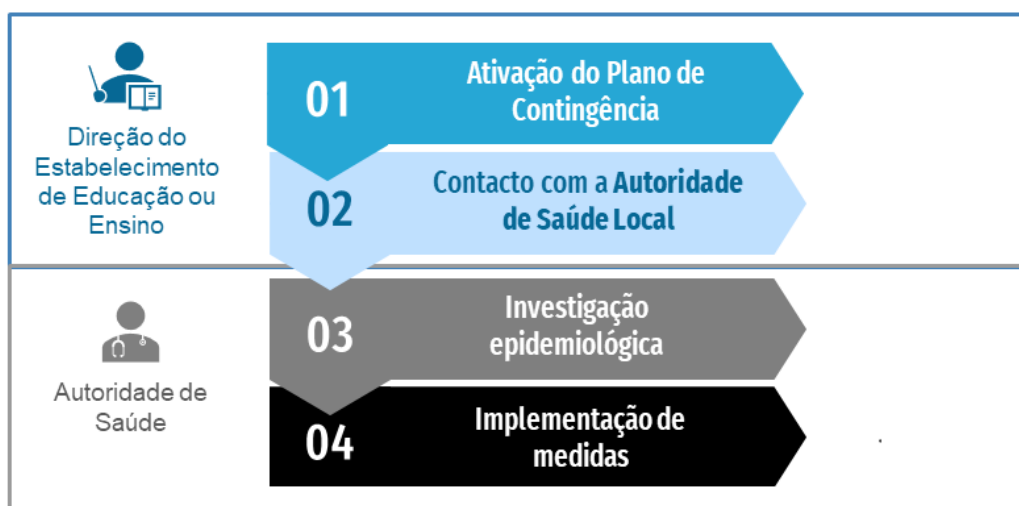 Direção do
Estabelecimento
de Educação ou
Ensino
01
Ativação do Plano de
Contingência
02
Contacto com a Autoridade
de Saúde Local
Autoridade de
Saúde
03
Investigação
epidemiológica
04
Implementação de
medidas
.